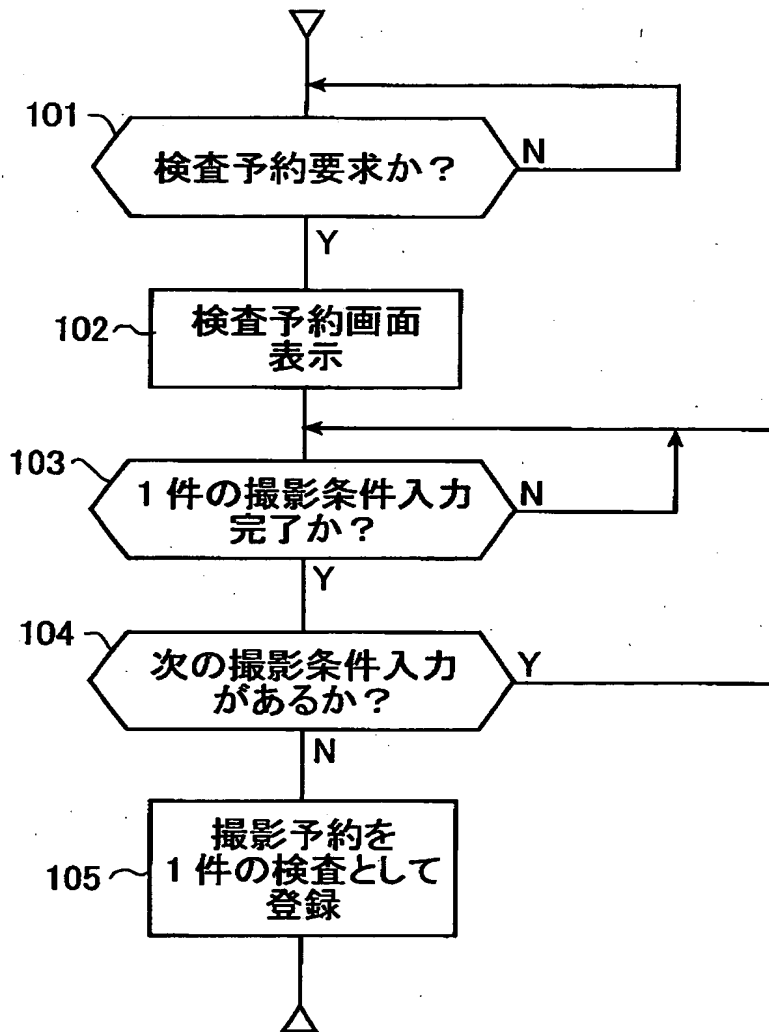 101
検査予約要求か？
N
Y
102
検査予約画面
表示
103
1件の撮影条件入力
完了か？
N
Y
104
次の撮影条件入力
があるか？
Y
N
105
撮影予約を
1件の検査として
登録